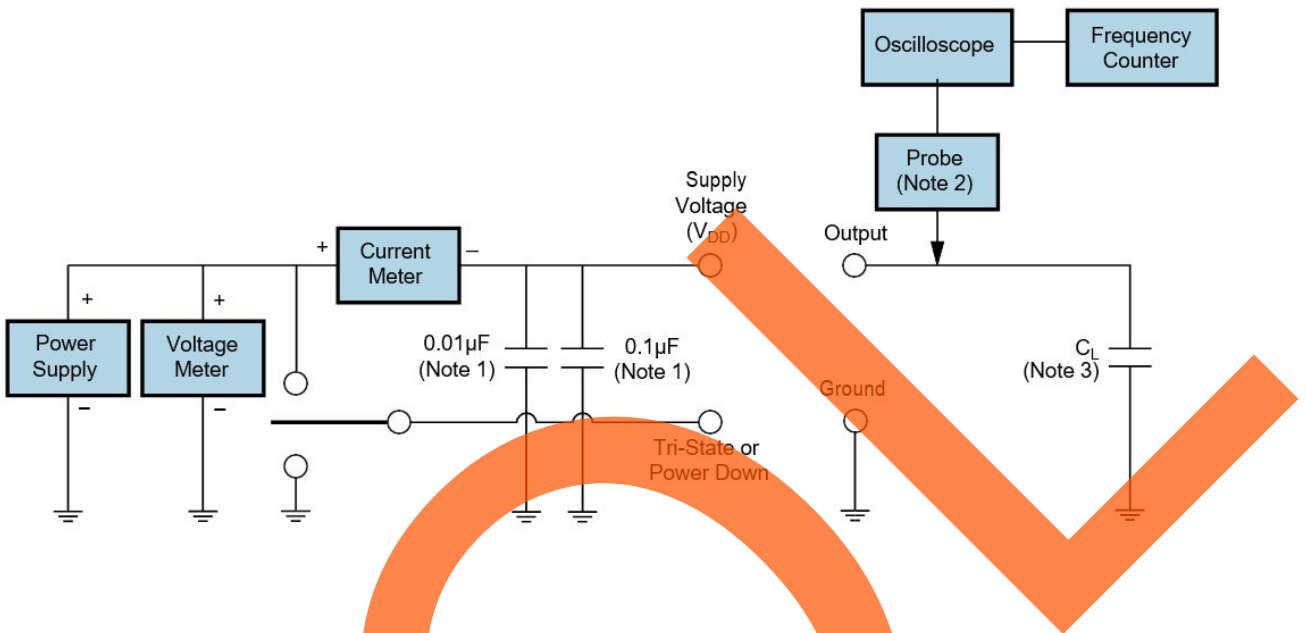 Oscilloscope
Frequency
Counter
Probe
(Note 2)
Supply
Voltage
(VDD)
Output
+
Current
Meter
–
+
+
Power
Supply
Voltage
Meter
–
–
0.01µF
(Note 1)
0.1µF
(Note 1)
CL
(Note 3)
Ground
Tri-State or
Power Down